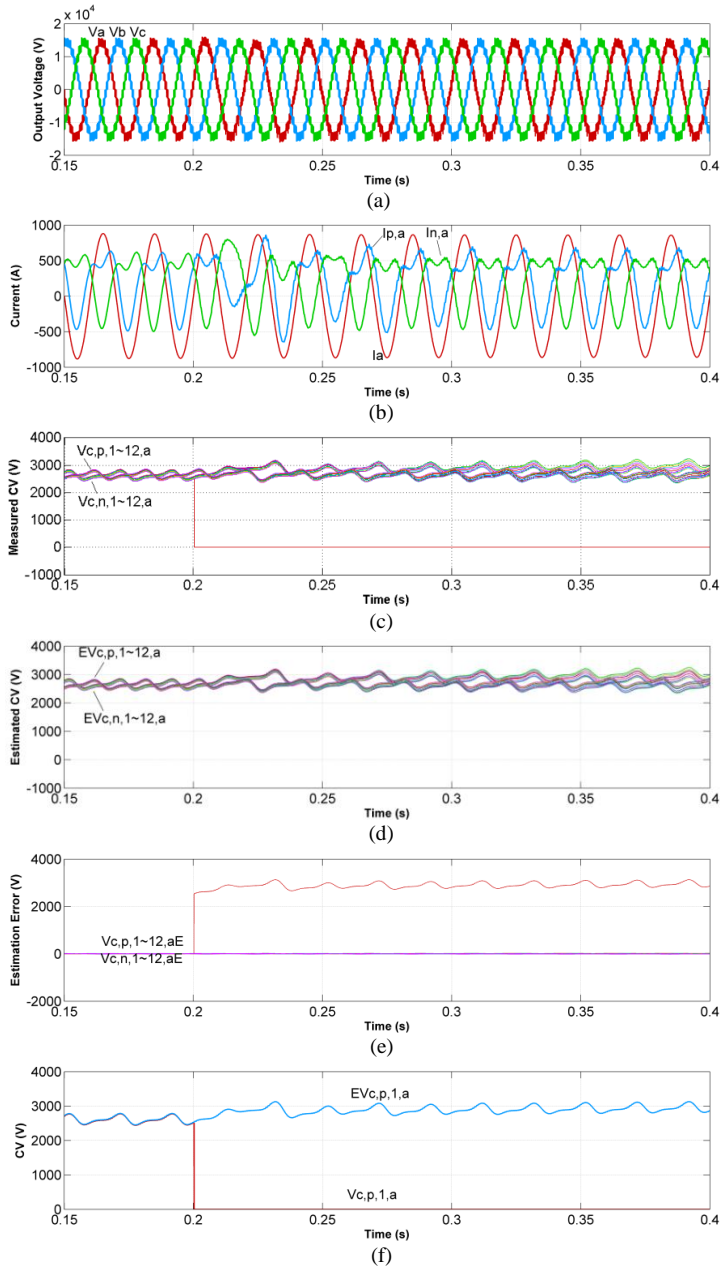 2 x 10^4
Va Vb Vc
1
0
-1
-2
Output Voltage (V)
0.15 0.2 0.25 0.3 0.35 0.4
Time (s)
(a)
1000
Ip,a In,a
500
0
-500
-1000
Current (A)
Ia
0.15 0.2 0.25 0.3 0.35 0.4
Time (s)
(b)
4000
Vc,p,1~12,a
3000
2000
Vc,n,1~12,a
1000
0
-1000
Measured CV (V)
0.15 0.2 0.25 0.3 0.35 0.4
Time (s)
(c)
4000
EVc,p,1~12,a
3000
2000
EVc,n,1~12,a
1000
0
-1000
Estimated CV (V)
0.15 0.2 0.25 0.3 0.35 0.4
Time (s)
(d)
4000
2000
Vc,p,1~12,aE
0
Vc,n,1~12,aE
-2000
Estimation Error (V)
0.15 0.2 0.25 0.3 0.35 0.4
Time (s)
(e)
4000
EVc,p,1,a
3000
2000
1000
Vc,p,1,a
0
CV (V)
0.15 0.2 0.25 0.3 0.35 0.4
Time (s)
(f)